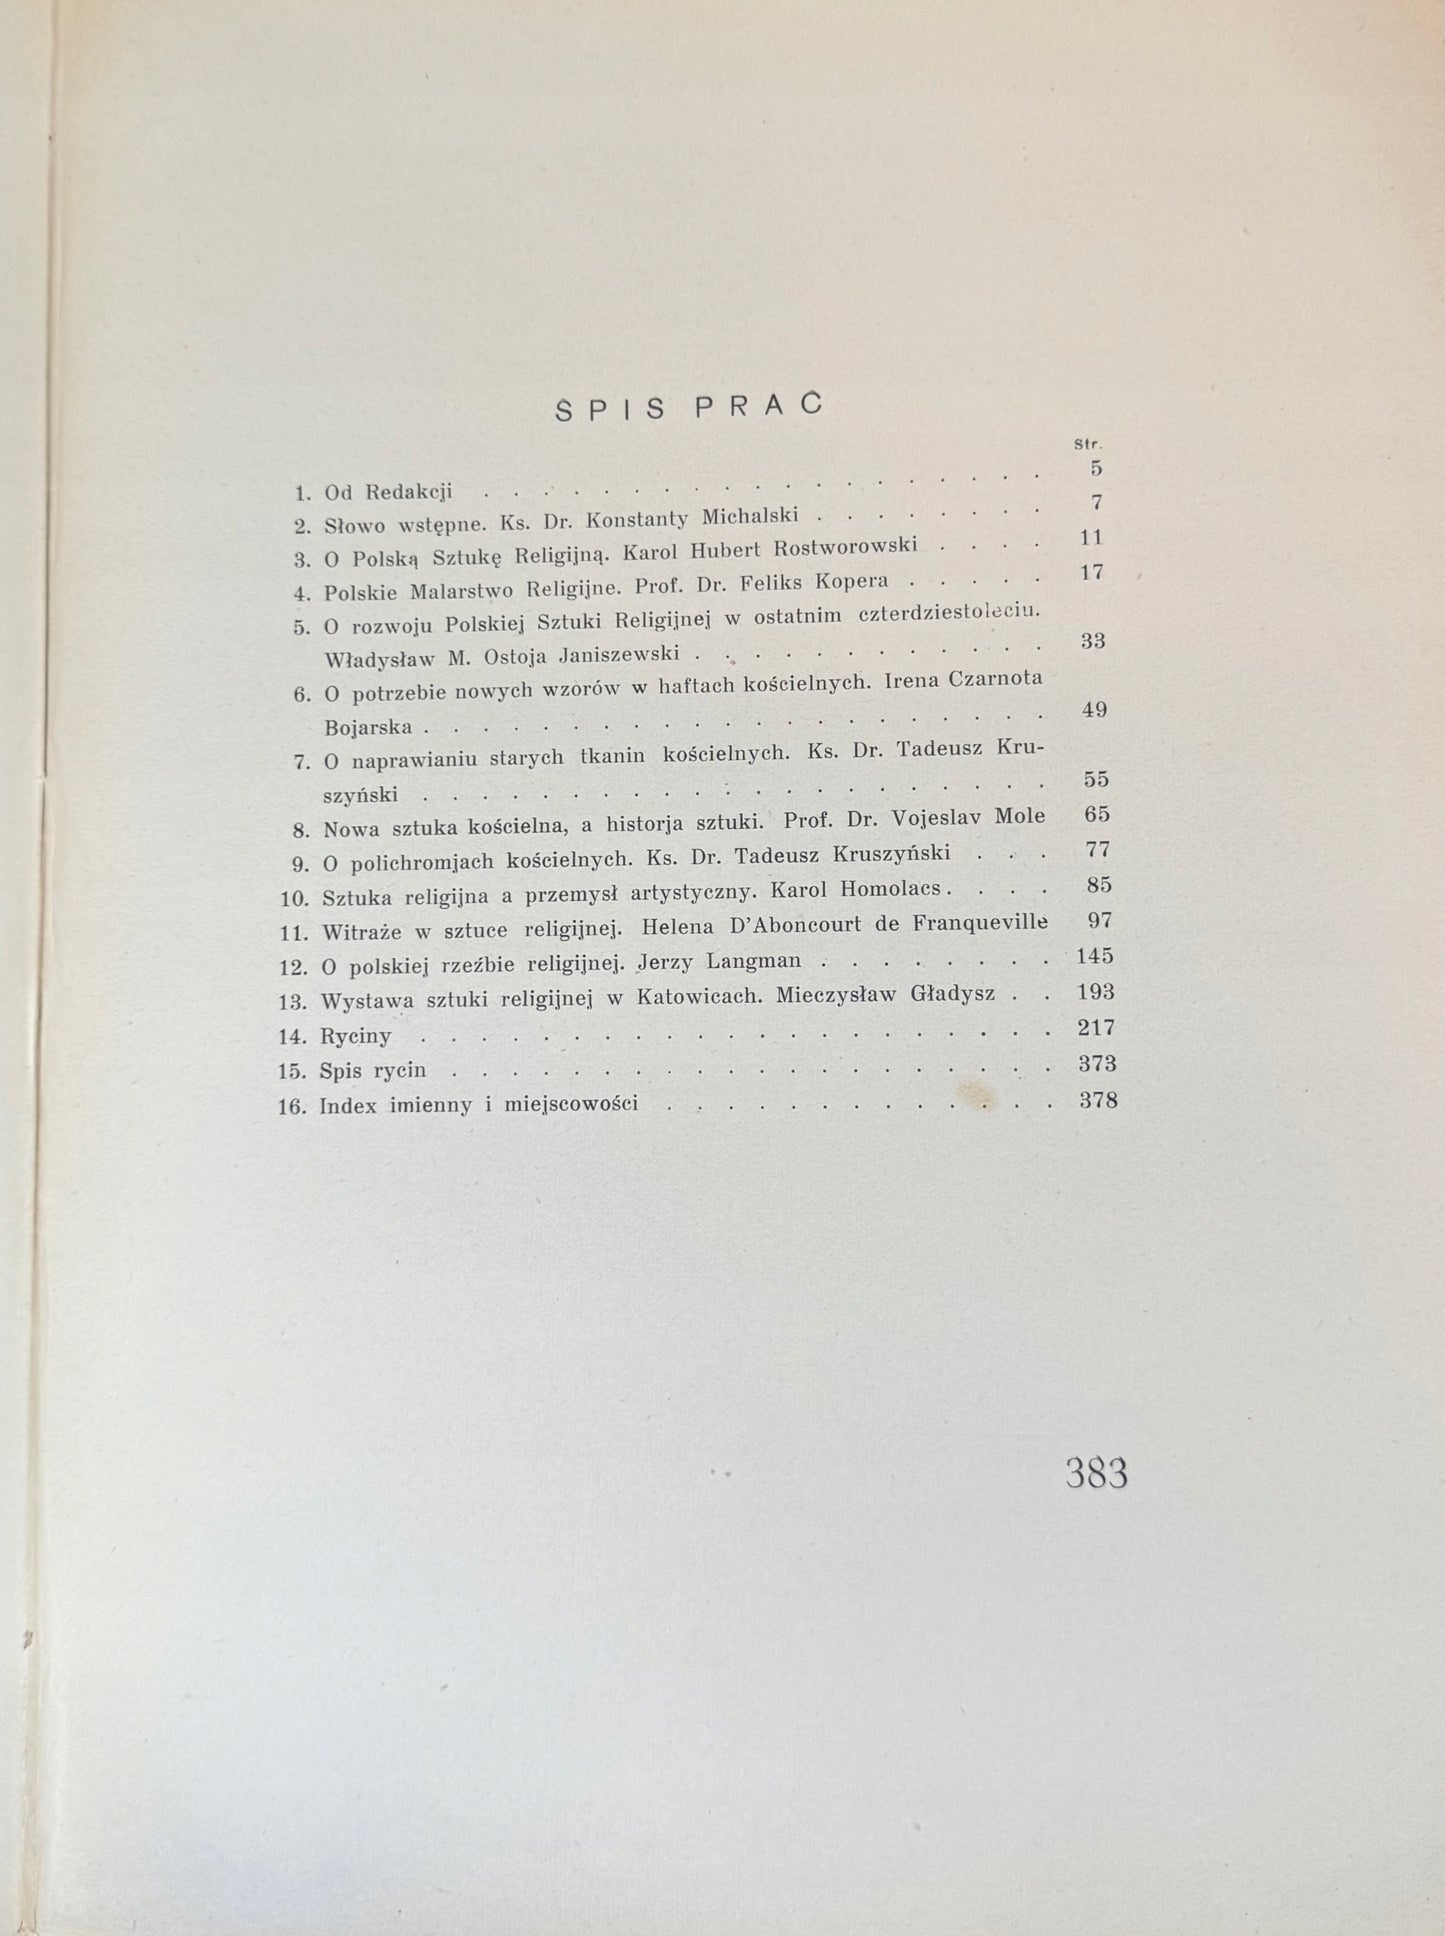 SPIS PRAC
Str.
1. Od Redakcji . . . . . . . . . . . . . . . . . . . 5
2. Słowo wstępne. Ks. Dr. Konstanty Michalski . . . . . . . . 7
3. O Polską Sztukę Religijną. Karol Hubert Rostworowski . . . . 11
4. Polskie Malarstwo Religijne. Prof. Dr. Feliks Kopera . . . . . 17
5. O rozwoju Polskiej Sztuki Religijnej w ostatnim czterdziestoleciu.
Władysław M. Ostoja Janiszewski . . . . . . . . . . . . 33
6. O potrzebie nowych wzorów w haftach kościelnych. Irena Czarnota
Bojarska . . . . . . . . . . . . . . . . . . . . . 49
7. O naprawianiu starych tkanin kościelnych. Ks. Dr. Tadeusz Kru-
szyński . . . . . . . . . . . . . . . . . . . . . 55
8. Nowa sztuka kościelna, a historja sztuki. Prof. Dr. Vojeslav Mole 65
9. O polichromjach kościelnych. Ks. Dr. Tadeusz Kruszyński . . . 77
10. Sztuka religijna a przemysł artystyczny. Karol Homolacs . . . . 85
11. Witraże w sztuce religijnej. Helena D'Aboncourt de Franqueville 97
12. O polskiej rzeźbie religijnej. Jerzy Langman . . . . . . . . 145
13. Wystawa sztuki religijnej w Katowicach. Mieczysław Gładysz . . 193
14. Ryciny . . . . . . . . . . . . . . . . . . . . . 217
15. Spis rycin . . . . . . . . . . . . . . . . . . . . 373
16. Index imienny i miejscowości . . . . . . . . . . . . . 378
383